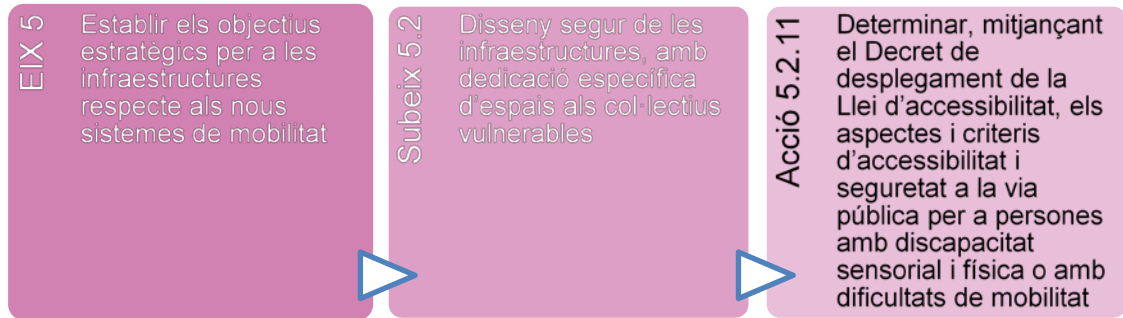 EIX 5
Establir els objectius
estratègics per a les
infraestructures
respecte als nous
sistemes de mobilitat
Subeix 5.2
Disseny segur de les
infraestructures, amb
dedicació específica
d'espais als col·lectius
vulnerables
Acció 5.2.11
Determinar, mitjançant
el Decret de
desplegament de la
Llei d'accessibilitat, els
aspectes i criteris
d'accessibilitat i
seguretat a la via
pública per a persones
amb discapacitat
sensorial i física o amb
dificultats de mobilitat